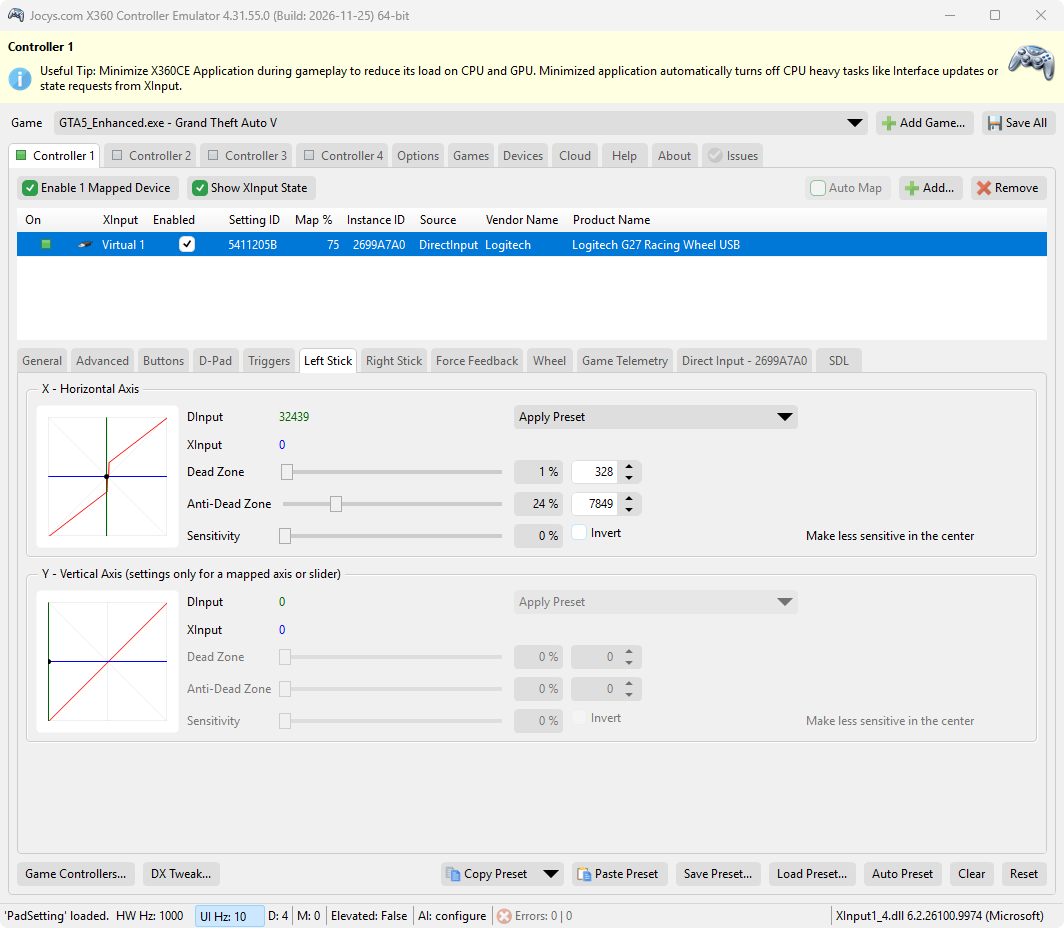 Jocys.com X360 Controller Emulator 4.31.55.0 (Build: 2026-11-25) 64-bit
Controller 1
Useful Tip: Minimize X360CE Application during gameplay to reduce its load on CPU and GPU. Minimized application automatically turns off CPU heavy tasks like Interface updates or
state requests from XInput.
Game GTA5_Enhanced.exe - Grand Theft Auto V Add Game... Save All
Controller 1 Controller 2 Controller 3 Controller 4 Options Games Devices Cloud Help About Issues
Enable 1 Mapped Device Show XInput State Auto Map Add... Remove
On XInput Enabled Setting ID Map % Instance ID Source Vendor Name Product Name
Virtual 1 5411205B 75 2699A7A0 DirectInput Logitech Logitech G27 Racing Wheel USB
General Advanced Buttons D-Pad Triggers Left Stick Right Stick Force Feedback Wheel Game Telemetry Direct Input - 2699A7A0 SDL
X - Horizontal Axis
DInput 32439 Apply Preset
XInput 0
Dead Zone 1 % 328
Anti-Dead Zone 24 % 7849
Sensitivity 0 % Invert Make less sensitive in the center
Y - Vertical Axis (settings only for a mapped axis or slider)
DInput 0 Apply Preset
XInput 0
Dead Zone 0 % 0
Anti-Dead Zone 0 % 0
Sensitivity 0 % Invert Make less sensitive in the center
Game Controllers... DX Tweak... Copy Preset Paste Preset Save Preset... Load Preset... Auto Preset Clear Reset
'PadSetting' loaded. HW Hz: 1000 UI Hz: 10 D: 4 M: 0 Elevated: False AI: configure Errors: 0 | 0 XInput1_4.dll 6.2.26100.9974 (Microsoft)